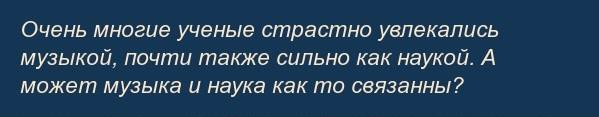 Очень многие ученые страстно увлекались
музыкой, почти также сильно как наукой. А
может музыка и наука как то связанны?